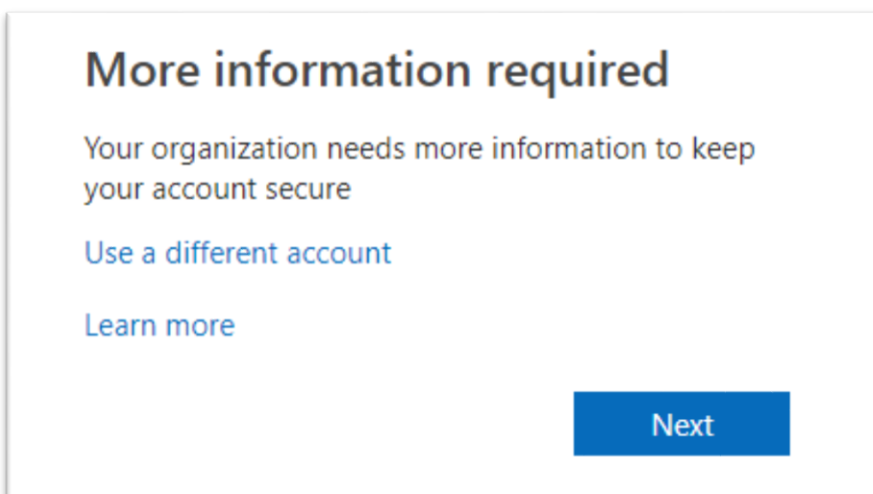 More information required
Your organization needs more information to keep
your account secure
Use a different account
Learn more
Next